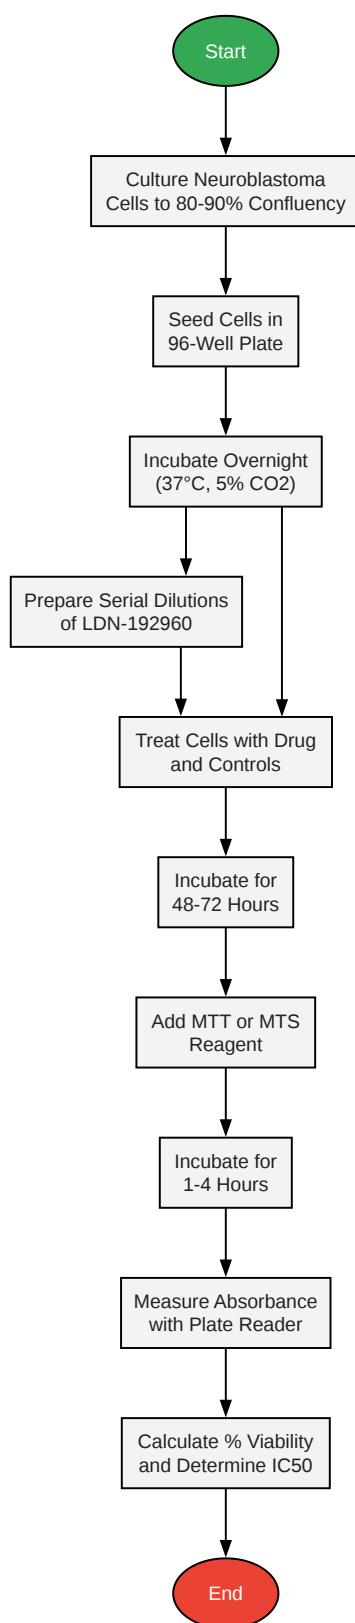 Start
Culture Neuroblastoma
Cells to 80-90% Confluency
Seed Cells in
96-Well Plate
Incubate Overnight
(37°C, 5% CO2)
Prepare Serial Dilutions
of LDN-192960
Treat Cells with Drug
and Controls
Incubate for
48-72 Hours
Add MTT or MTS
Reagent
Incubate for
1-4 Hours
Measure Absorbance
with Plate Reader
Calculate % Viability
and Determine IC50
End